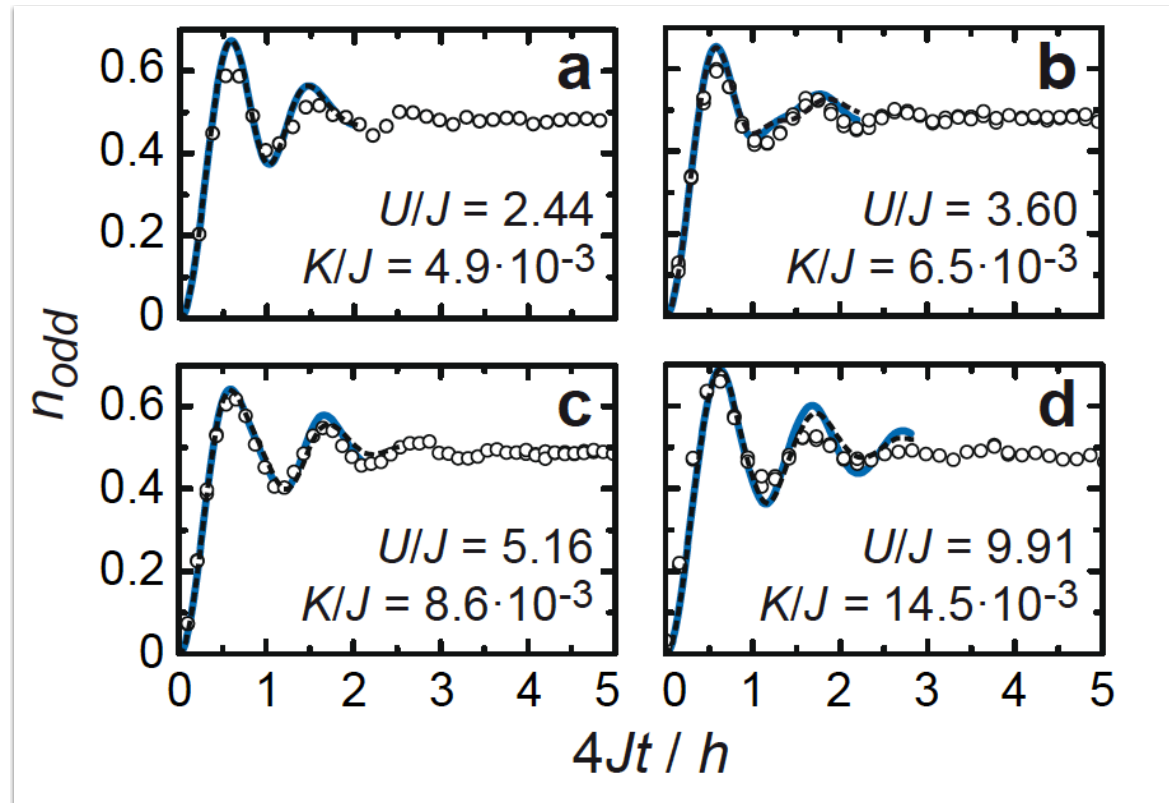 a
b
0.6
0.4
0.2
0
U/J = 2.44
K/J = 4.9·10⁻³
U/J = 3.60
K/J = 6.5·10⁻³
n_odd
c
d
0.6
0.4
0.2
0
U/J = 5.16
K/J = 8.6·10⁻³
U/J = 9.91
K/J = 14.5·10⁻³
0 1 2 3 4 5
0 1 2 3 4 5
4Jt / h